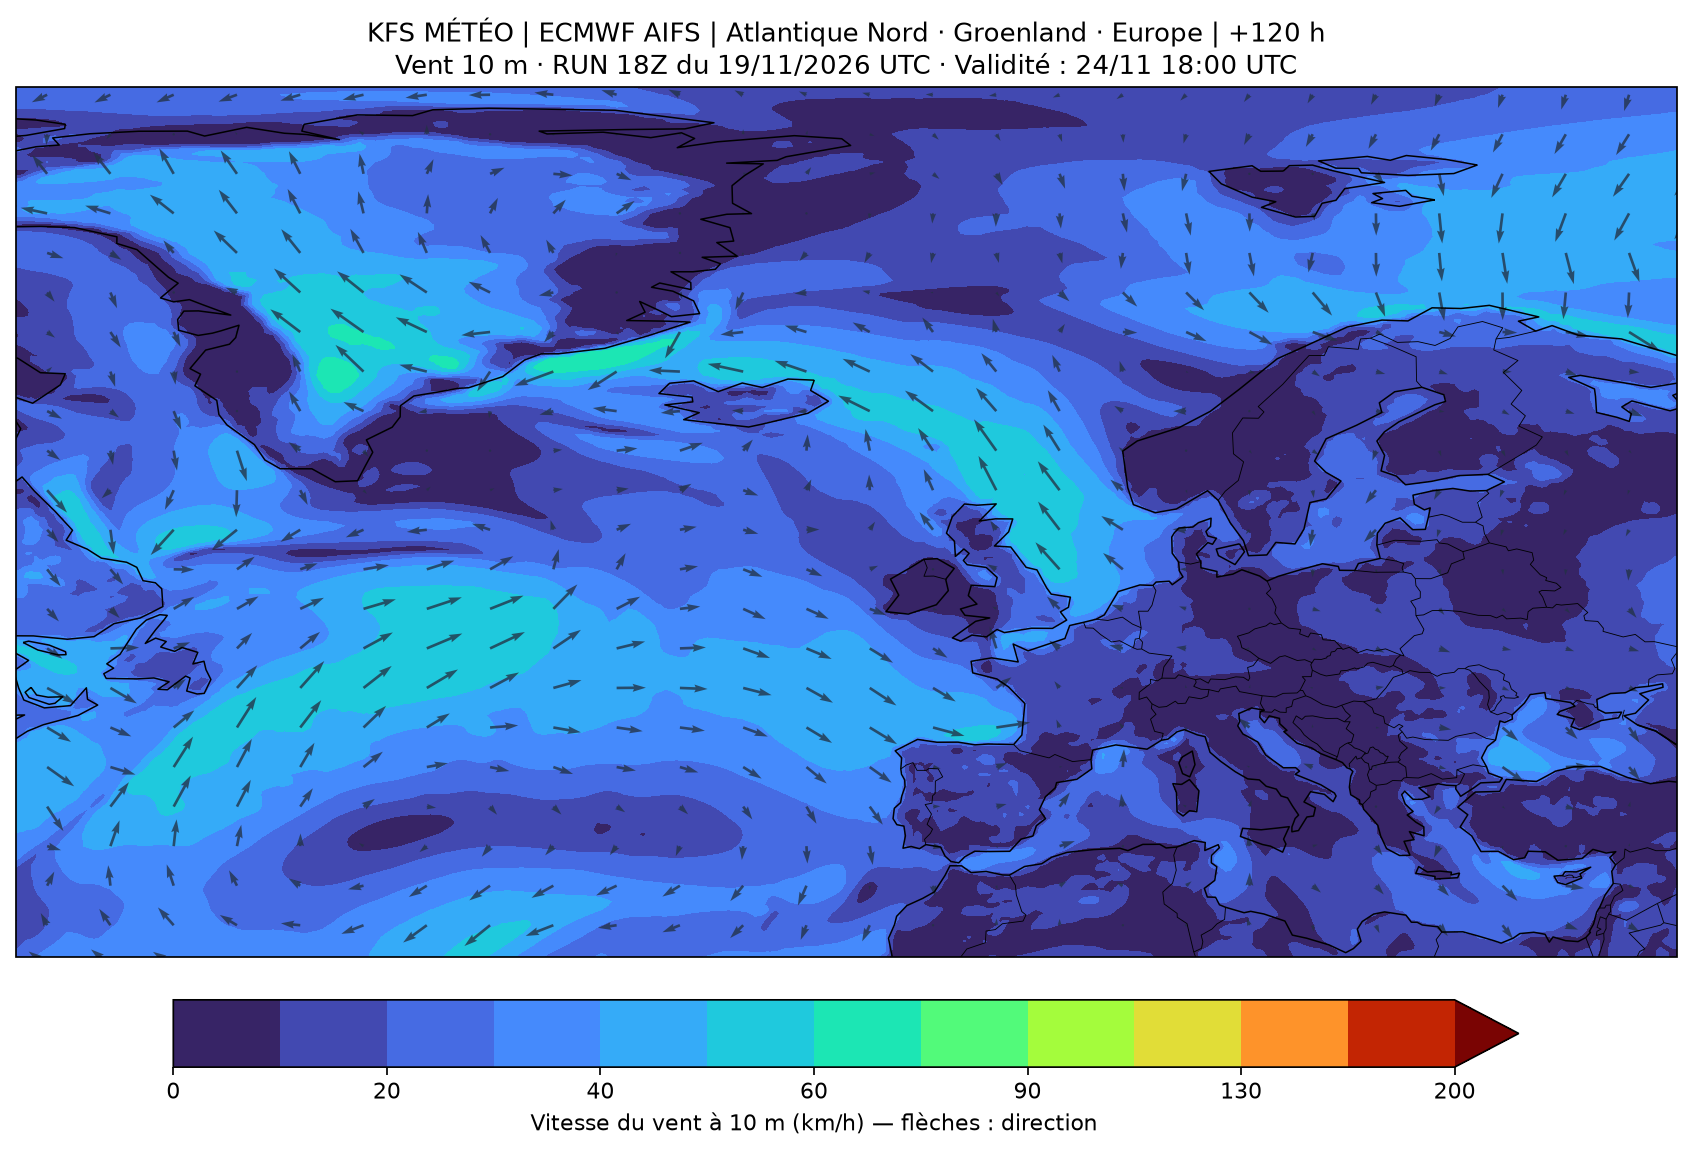 KFS MÉTÉO | ECMWF AIFS | Atlantique Nord · Groenland · Europe | +120 h
Vent 10 m · RUN 18Z du 19/11/2026 UTC · Validité : 24/11 18:00 UTC
0 20 40 60 90 130 200
Vitesse du vent à 10 m (km/h) — flèches : direction